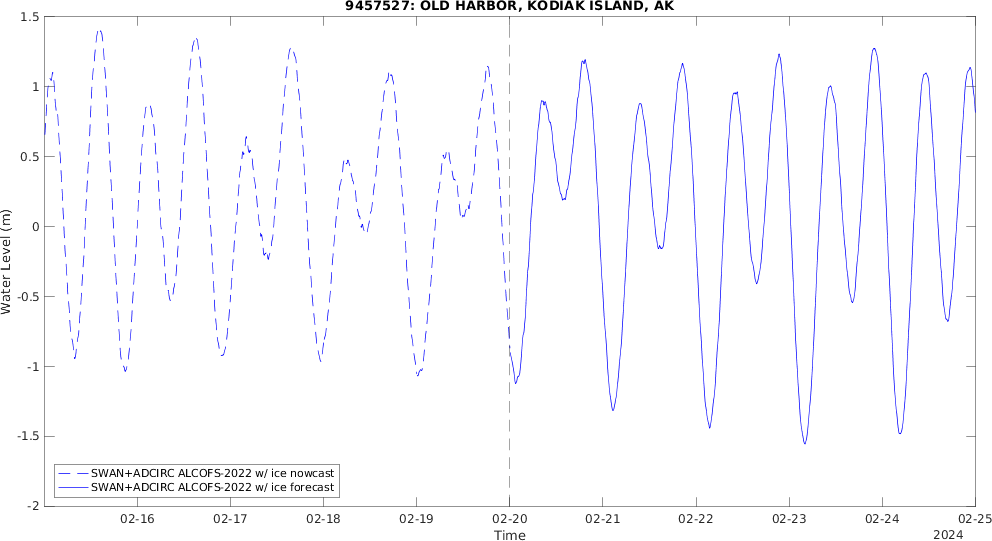 9457527: OLD HARBOR, KODIAK ISLAND, AK
Water Level (m)
1.5
1
0.5
0
-0.5
-1
-1.5
-2
SWAN+ADCIRC ALCOFS-2022 w/ ice nowcast
SWAN+ADCIRC ALCOFS-2022 w/ ice forecast
02-16 02-17 02-18 02-19 02-20 02-21 02-22 02-23 02-24 02-25
Time
2024